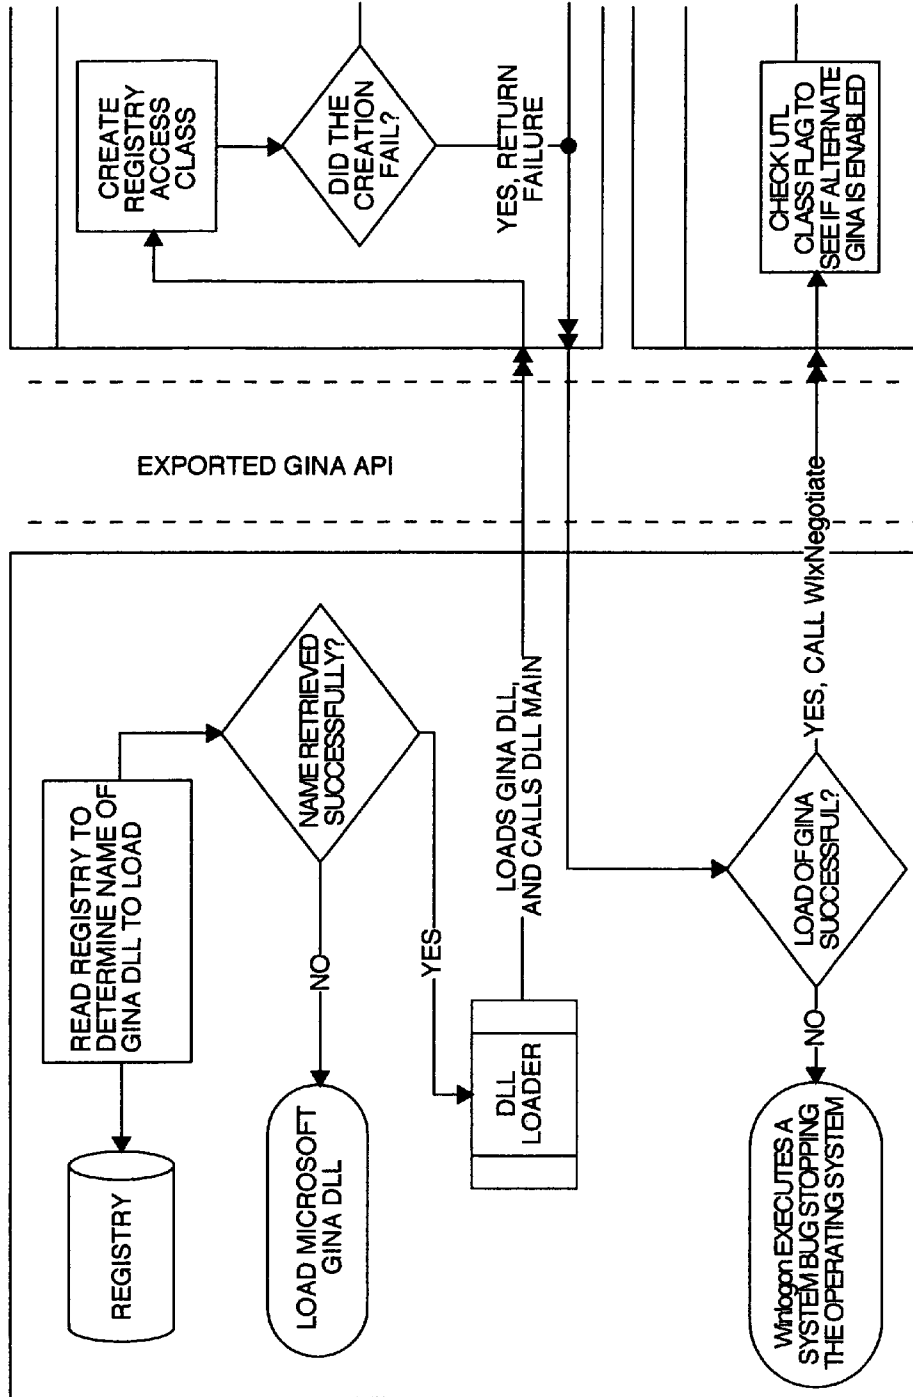 REGISTRY
READ REGISTRY TO
DETERMINE NAME OF
GINA DLL TO LOAD
NAME RETRIEVED
SUCCESSFULLY?
NO
LOAD MICROSOFT
GINA DLL
YES
DLL
LOADER
LOADS GINA DLL,
AND CALLS DLL MAIN
LOAD OF GINA
SUCCESSFUL?
NO
Winlogon EXECUTES A
SYSTEM BUG STOPPING
THE OPERATING SYSTEM
YES, CALL WlxNegotiate
EXPORTED GINA API
CREATE
REGISTRY
ACCESS
CLASS
DID THE
CREATION
FAIL?
YES, RETURN
FAILURE
CHECK UTL
CLASS FLAG TO
SEE IF ALTERNATE
GINA IS ENABLED